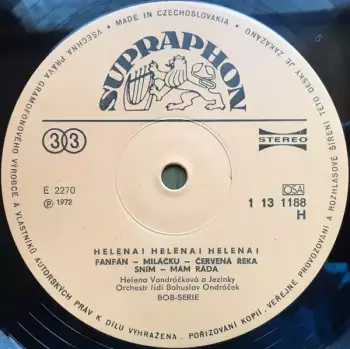 MADE IN CZECHOSLOVAKIA
VŠECHNA PRÁVA GRAMOFONOVÉHO VÝROBCE A VLASTNÍKŮ AUTORSKÝCH PRÁV K DÍLU VYHRAZENA. POŘIZOVÁNÍ KOPIÍ, VEŘEJNÉ PROVOZOVÁNÍ A ROZHLASOVÉ ŠÍŘENÍ TÉTO DESKY JE ZAKÁZÁNO
SUPRAPHON
33
STEREO
E 2270
Ⓟ 1972
OSA
1 13 1188
H
HELENA! HELENA! HELENA!
FANFÁN – MILÁČKU – ČERVENÁ ŘEKA
SNÍM – MÁM RÁDA
Helena Vondráčková a Jezinky
Orchestr řídí Bohuslav Ondráček
BOB-SERIE